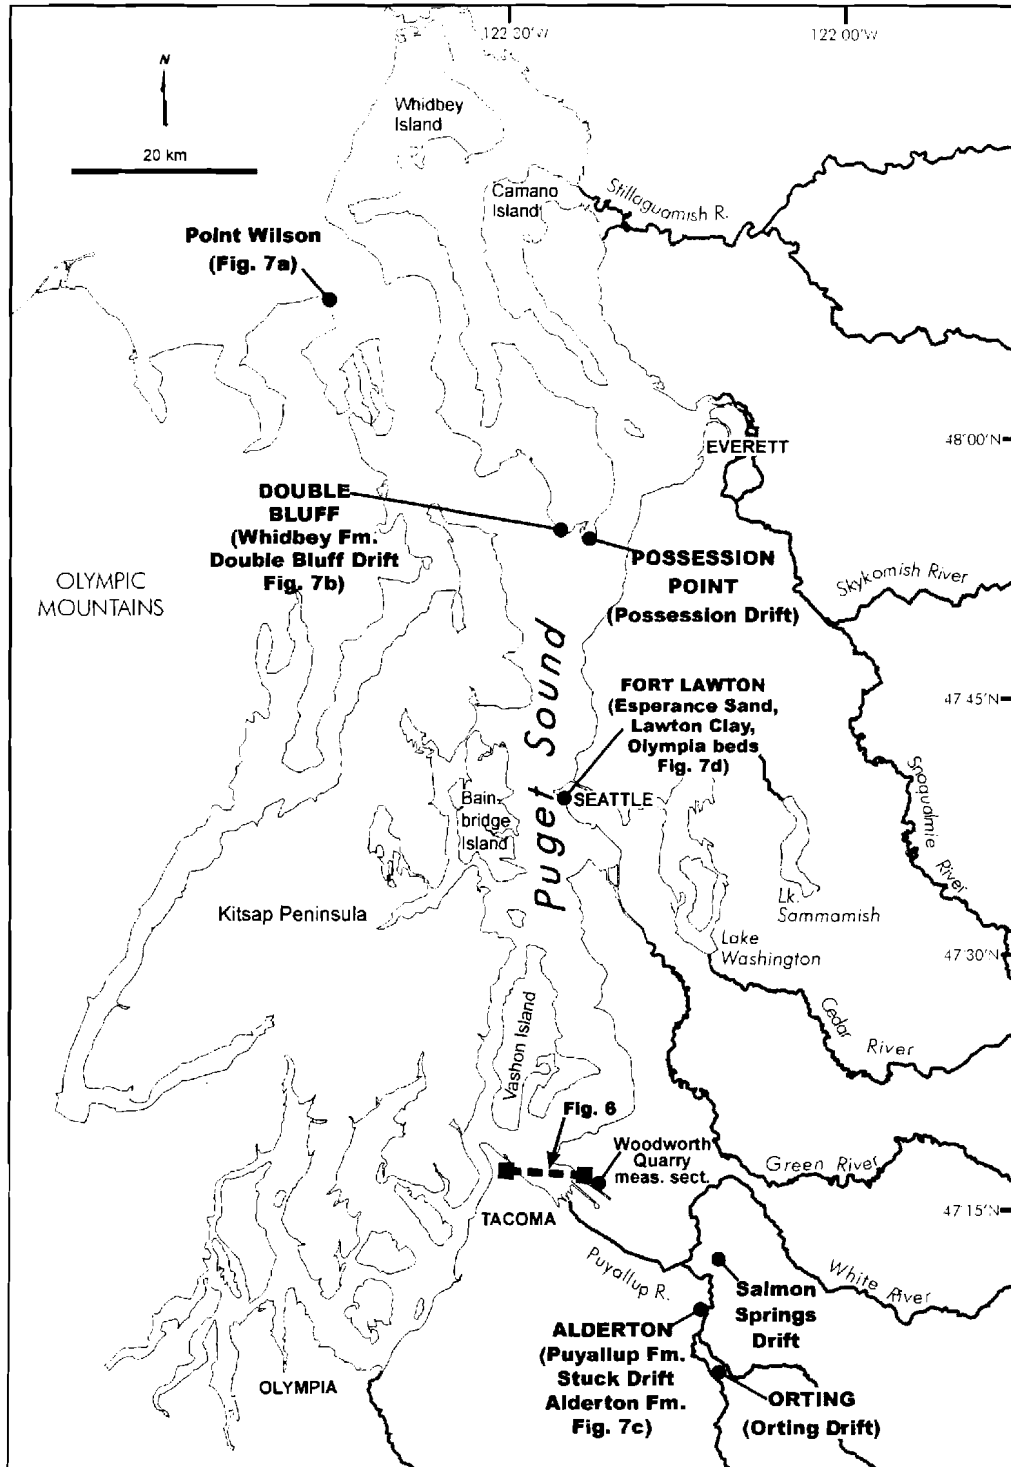 122°30'W
122°00'W
N
20 km
Whidbey
Island
Camano
Island
Stillaguamish R.
Point Wilson
(Fig. 7a)
48°00'N
EVERETT
DOUBLE
BLUFF
(Whidbey Fm.
Double Bluff Drift
Fig. 7b)
POSSESSION
POINT
(Possession Drift)
Skykomish River
OLYMPIC
MOUNTAINS
Puget Sound
FORT LAWTON
(Esperance Sand,
Lawton Clay,
Olympia beds
Fig. 7d)
47°45'N
Snoqualmie River
SEATTLE
Bain-
bridge
Island
Kitsap Peninsula
Lk.
Sammamish
Lake
Washington
47°30'N
Cedar River
Vashon Island
Fig. 6
Woodworth
Quarry
meas. sect.
Green River
TACOMA
47°15'N
Puyallup R.
White River
Salmon
Springs
Drift
ALDERTON
(Puyallup Fm.
Stuck Drift
Alderton Fm.
Fig. 7c)
OLYMPIA
ORTING
(Orting Drift)